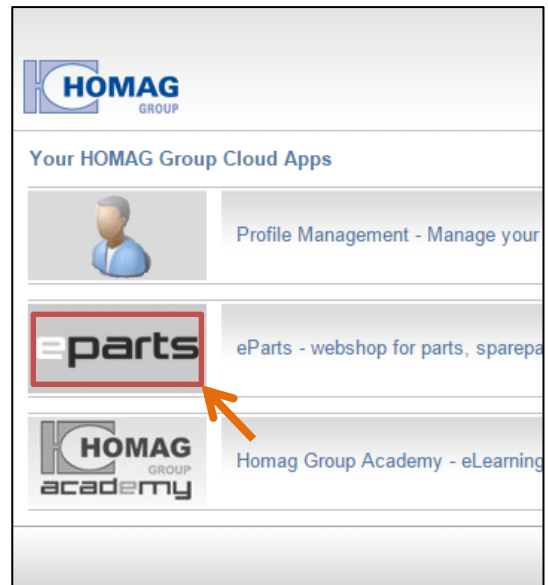 HOMAG
GROUP
Your HOMAG Group Cloud Apps
Profile Management - Manage your
eparts
eParts - webshop for parts, sparepa
HOMAG
GROUP
academy
Homag Group Academy - eLearning